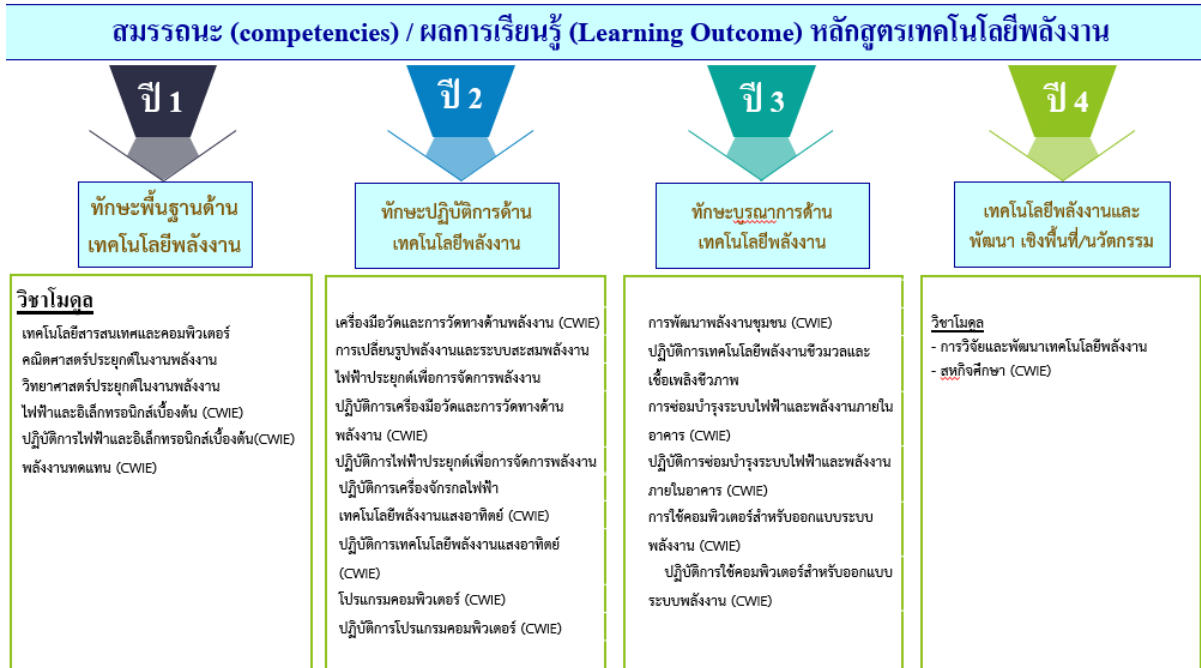 สมรรถนะ (competencies) / ผลการเรียนรู้ (Learning Outcome) หลักสูตรเทคโนโลยีพลังงาน
ปี 1
ทักษะพื้นฐานด้าน
เทคโนโลยีพลังงาน
วิชาโมดูล
เทคโนโลยีสารสนเทศและคอมพิวเตอร์
คณิตศาสตร์ประยุกต์ในงานพลังงาน
วิทยาศาสตร์ประยุกต์ในงานพลังงาน
ไฟฟ้าและอิเล็กทรอนิกส์เบื้องต้น (CWIE)
ปฏิบัติการไฟฟ้าและอิเล็กทรอนิกส์เบื้องต้น(CWIE)
พลังงานทดแทน (CWIE)
ปี 2
ทักษะปฏิบัติการด้าน
เทคโนโลยีพลังงาน
เครื่องมือวัดและการวัดทางด้านพลังงาน (CWIE)
การเปลี่ยนรูปพลังงานและระบบสะสมพลังงาน
ไฟฟ้าประยุกต์เพื่อการจัดการพลังงาน
ปฏิบัติการเครื่องมือวัดและการวัดทางด้าน
พลังงาน (CWIE)
ปฏิบัติการไฟฟ้าประยุกต์เพื่อการจัดการพลังงาน
ปฏิบัติการเครื่องจักรกลไฟฟ้า
เทคโนโลยีพลังงานแสงอาทิตย์ (CWIE)
ปฏิบัติการเทคโนโลยีพลังงานแสงอาทิตย์
(CWIE)
โปรแกรมคอมพิวเตอร์ (CWIE)
ปฏิบัติการโปรแกรมคอมพิวเตอร์ (CWIE)
ปี 3
ทักษะบูรณาการด้าน
เทคโนโลยีพลังงาน
การพัฒนาพลังงานชุมชน (CWIE)
ปฏิบัติการเทคโนโลยีพลังงานชีวมวลและ
เชื้อเพลิงชีวภาพ
การซ่อมบำรุงระบบไฟฟ้าและพลังงานภายใน
อาคาร (CWIE)
ปฏิบัติการซ่อมบำรุงระบบไฟฟ้าและพลังงาน
ภายในอาคาร (CWIE)
การใช้คอมพิวเตอร์สำหรับออกแบบระบบ
พลังงาน (CWIE)
ปฏิบัติการใช้คอมพิวเตอร์สำหรับออกแบบ
ระบบพลังงาน (CWIE)
ปี 4
เทคโนโลยีพลังงานและ
พัฒนา เชิงพื้นที่/นวัตกรรม
วิชาโมดูล
- การวิจัยและพัฒนาเทคโนโลยีพลังงาน
- สหกิจศึกษา (CWIE)